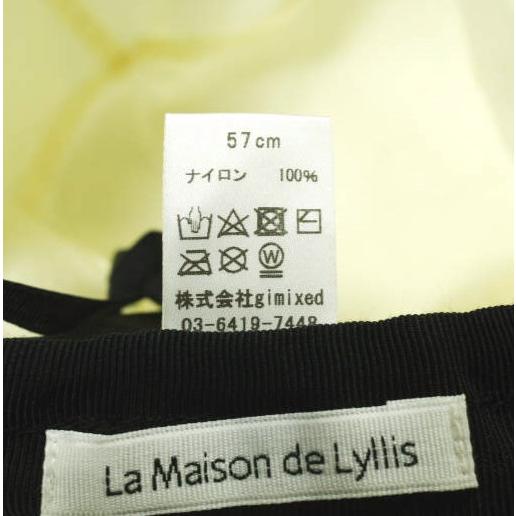 57cm
ナイロン 100%
W
株式会社gimixed
03-6419-7448
La Maison de Lyllis